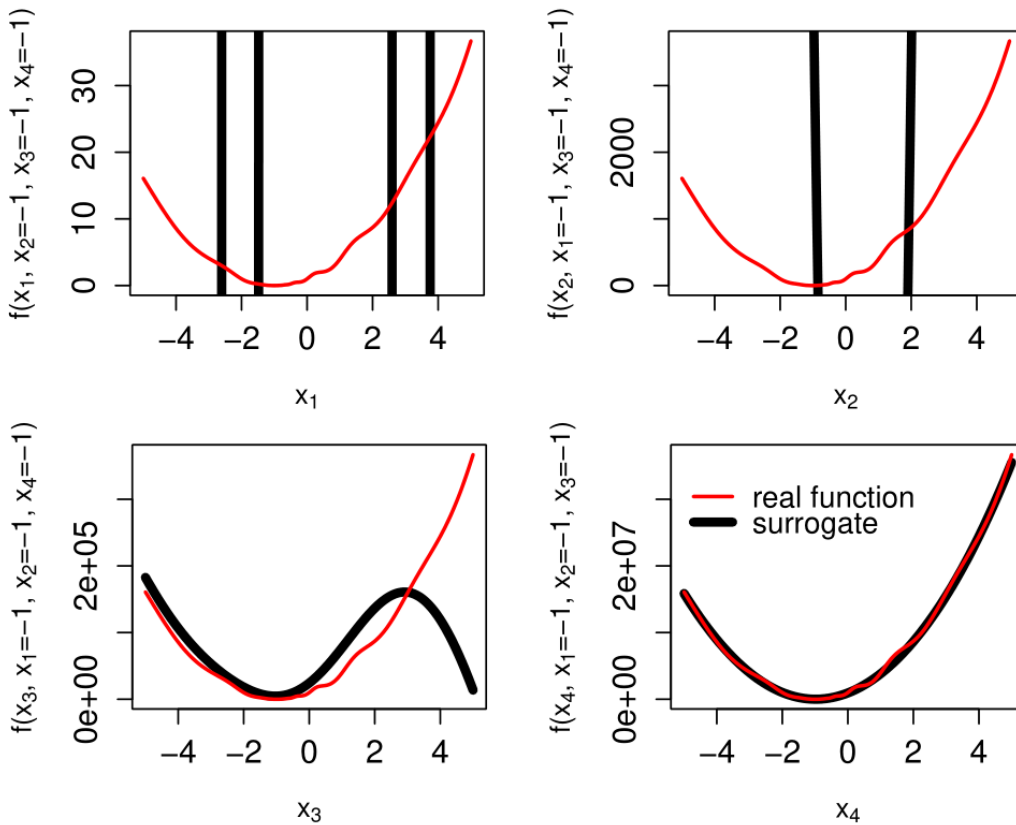 f(x₁, x₂=−1, x₃=−1, x₄=−1)
30
20
10
0
−4 −2 0 2 4
x₁
f(x₂, x₁=−1, x₃=−1, x₄=−1)
2000
0
−4 −2 0 2 4
x₂
f(x₃, x₁=−1, x₂=−1, x₄=−1)
2e+05
0e+00
−4 −2 0 2 4
x₃
f(x₄, x₁=−1, x₂=−1, x₃=−1)
2e+07
0e+00
real function
surrogate
−4 −2 0 2 4
x₄